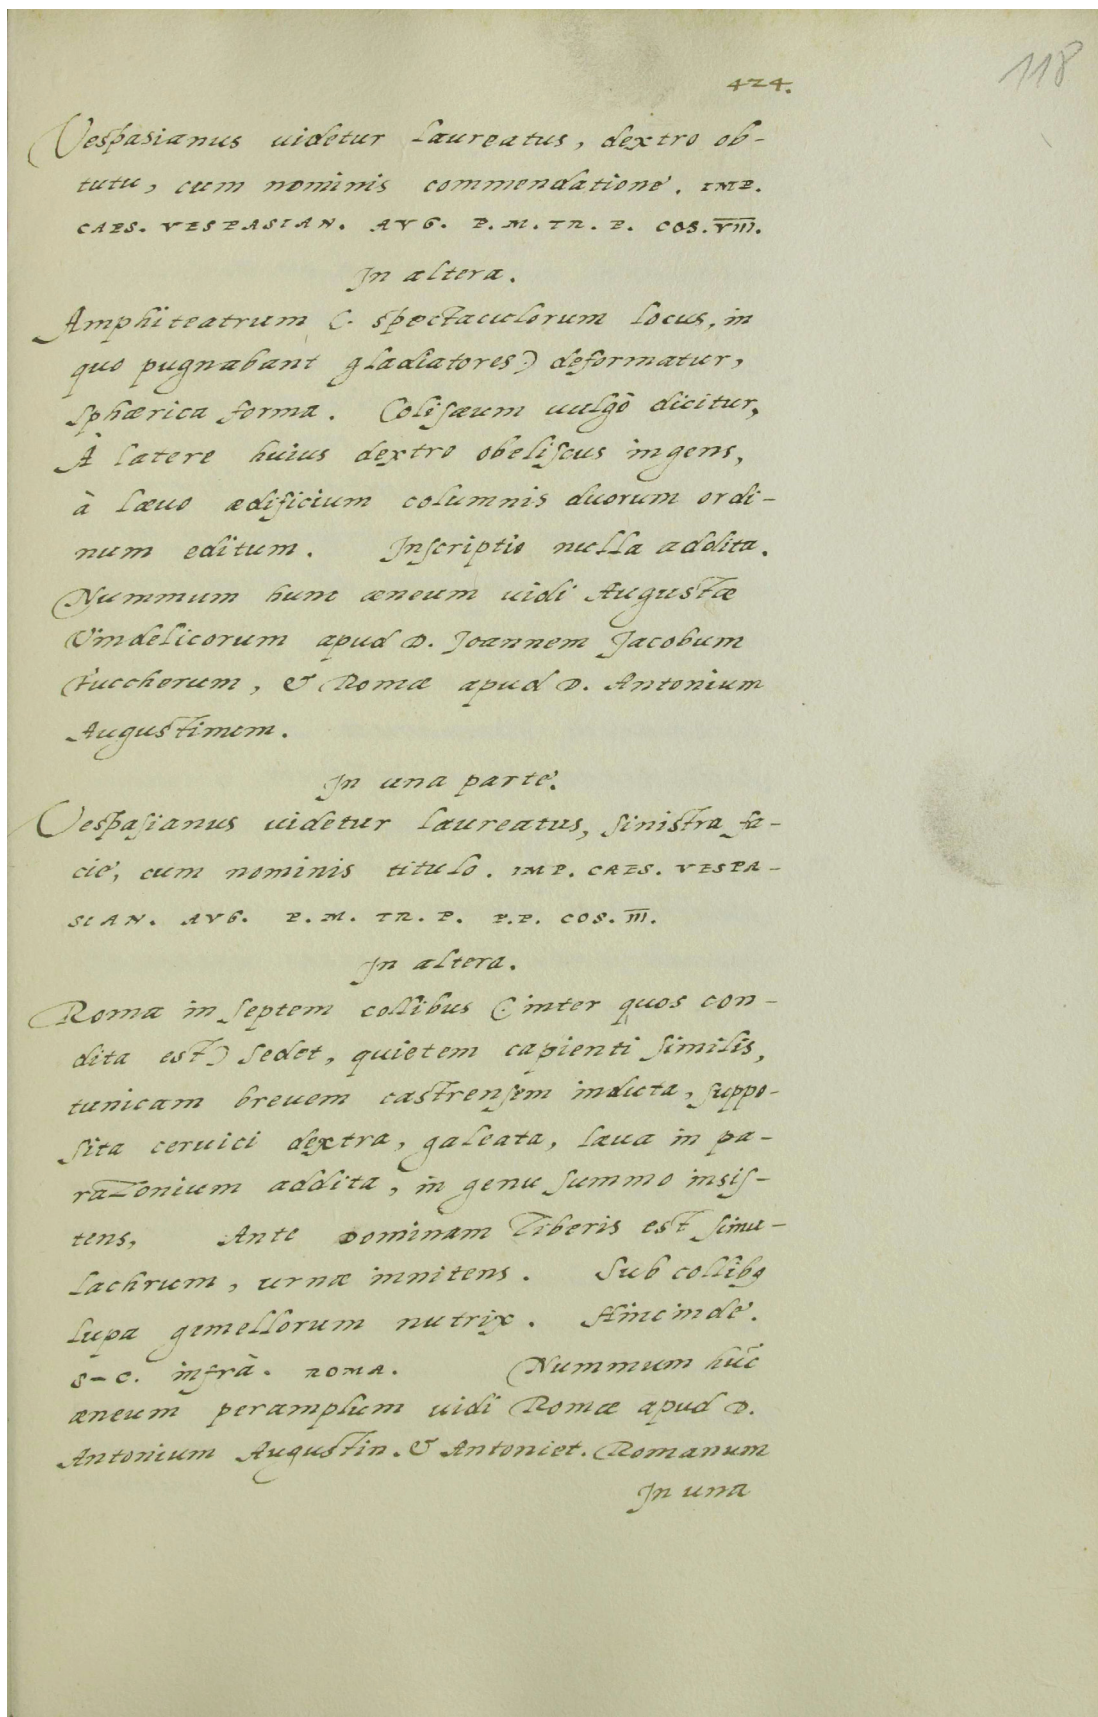 118
424.
Vespasianus uidetur laureatus, dextro ob-
tutu, cum nominis commendatione. IMP.
CAES. VESPASIAN. AVG. P. M. TR. P. COS. VIII.
In altera.
Amphiteatrum (. spectaculorum locus, in
quo pugnabant gladiatores) deformatur,
sphærica forma. Colisæum uulgò dicitur,
À latere huius dextro obeliscus ingens,
à læuo ædificium columnis duorum ordi-
num editum. Inscriptio nulla addita.
Nummum hunc æneum uidi Augustæ
Vindelicorum apud D. Joannem Jacobum
Fuccherum, & Romæ apud D. Antonium
Augustinum.
In una parte.
Vespasianus uidetur laureatus, sinistra fa-
cie, cum nominis titulo. IMP. CAES. VESPA-
SIAN. AVG. P. M. TR. P. P. P. COS. III.
In altera.
Roma in septem collibus (. inter quos con-
dita est) sedet, quietem capienti similis,
tunicam breuem castrensem induta, suppo-
sita ceruici dextra, galeata, læua in pa-
razonium addita, in genu summo insis-
tens, Ante Dominam Tiberis est simu-
lachrum, urnæ innitens. Sub collibꝫ
lupa gemellorum nutrix. Hincinde.
S-C. infrà. ROMA. Nummum hūc
æneum peramplum uidi Romæ apud D.
Antonium Augustin. & Antoniet. Romanum
In una